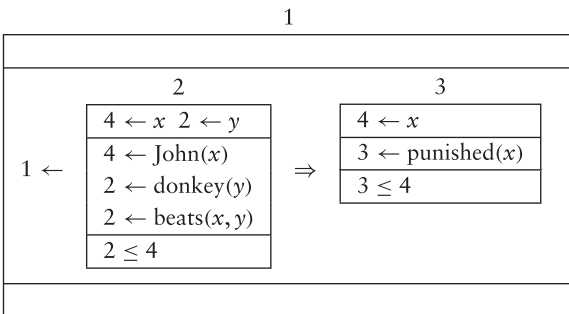 1
2
3
4 ← x 2 ← y
4 ← x
4 ← John(x)
3 ← punished(x)
1 ←
2 ← donkey(y)
⇒
3 ≤ 4
2 ← beats(x, y)
2 ≤ 4